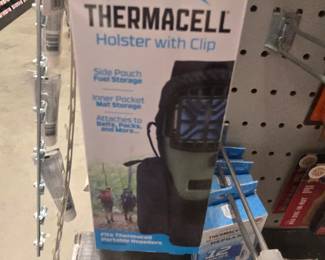 THERMACELL
Holster with Clip
Side Pouch
Fuel Storage
Inner Pocket
Mat Storage
Attaches to
Belts, Packs,
and More...
Fits Thermacell
Portable Repellers